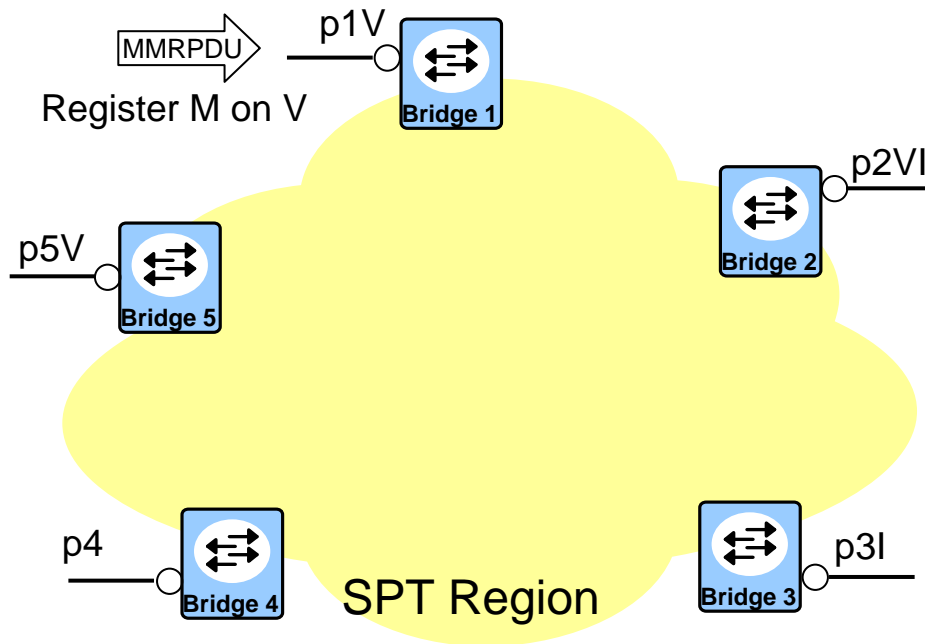 p1V
MMRPDU
Register M on V
Bridge 1
p2VI
Bridge 2
p5V
Bridge 5
p4
Bridge 4
SPT Region
p3I
Bridge 3